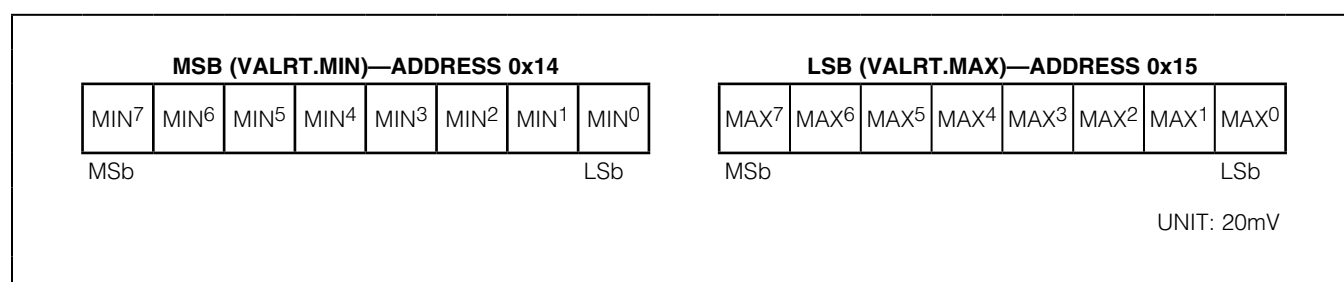 MSB (VALRT.MIN)—ADDRESS 0x14
MIN7 MIN6 MIN5 MIN4 MIN3 MIN2 MIN1 MIN0
MSb LSb
LSB (VALRT.MAX)—ADDRESS 0x15
MAX7 MAX6 MAX5 MAX4 MAX3 MAX2 MAX1 MAX0
MSb LSb
UNIT: 20mV